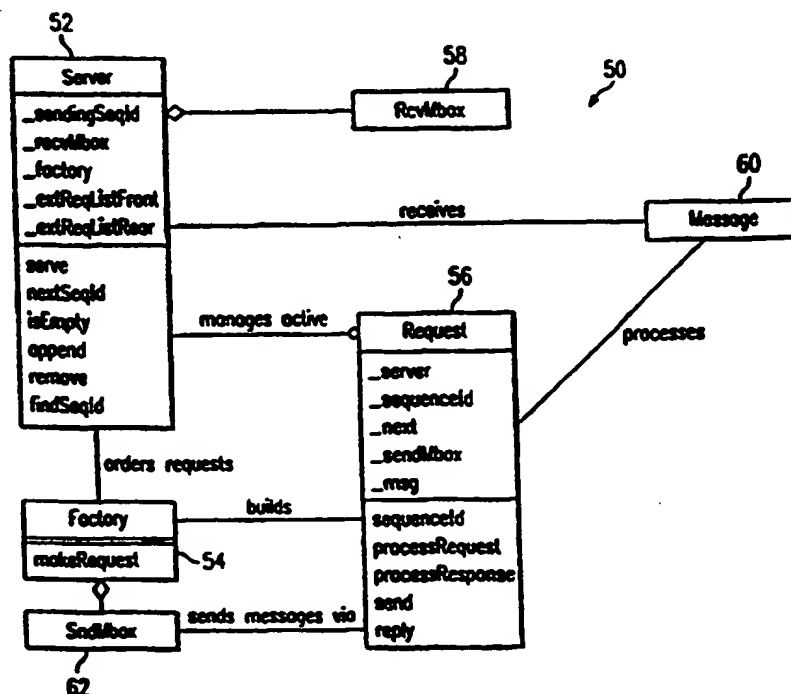 52
Server
_sendingSeqId
_recvMbox
_factory
_extReqListFront
_extReqListRear
serve
nextSeqId
isEmpty
append
remove
findSeqId
58
RcvMbox
50
60
Message
receives
56
manages active
Request
_server
_sequenceId
_next
_sendMbox
_msg
sequenceId
processRequest
processResponse
send
reply
processes
orders requests
Factory
makeRequest
54
builds
SndMbox
62
sends messages via